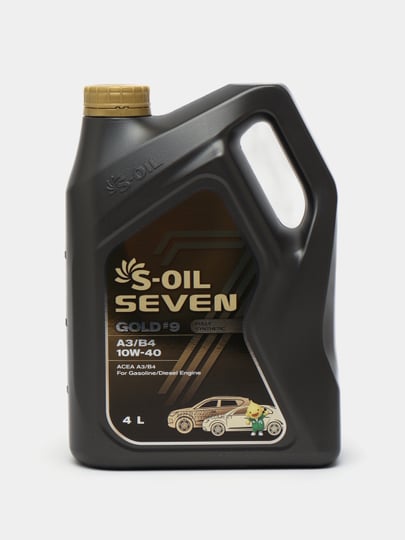 S-OIL
S-OIL
SEVEN
GOLD #9 FULLY SYNTHETIC
A3/B4
10W-40
ACEA A3/B4
For Gasoline/Diesel Engine
4 L